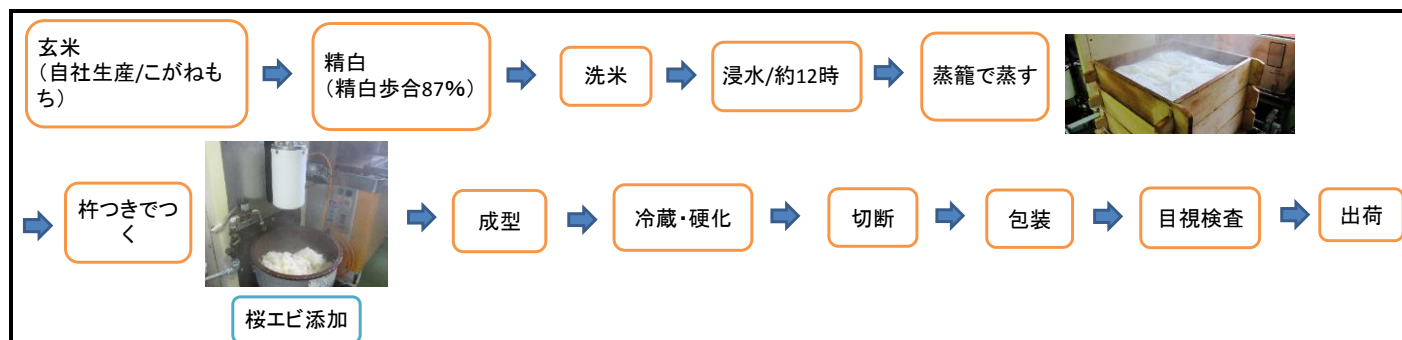 玄米
（自社生産/こがねも
ち）
精白
（精白歩合87％）
洗米
浸水/約12時
蒸籠で蒸す
杵つきでつ
く
成型
冷蔵・硬化
切断
包装
目視検査
出荷
桜エビ添加